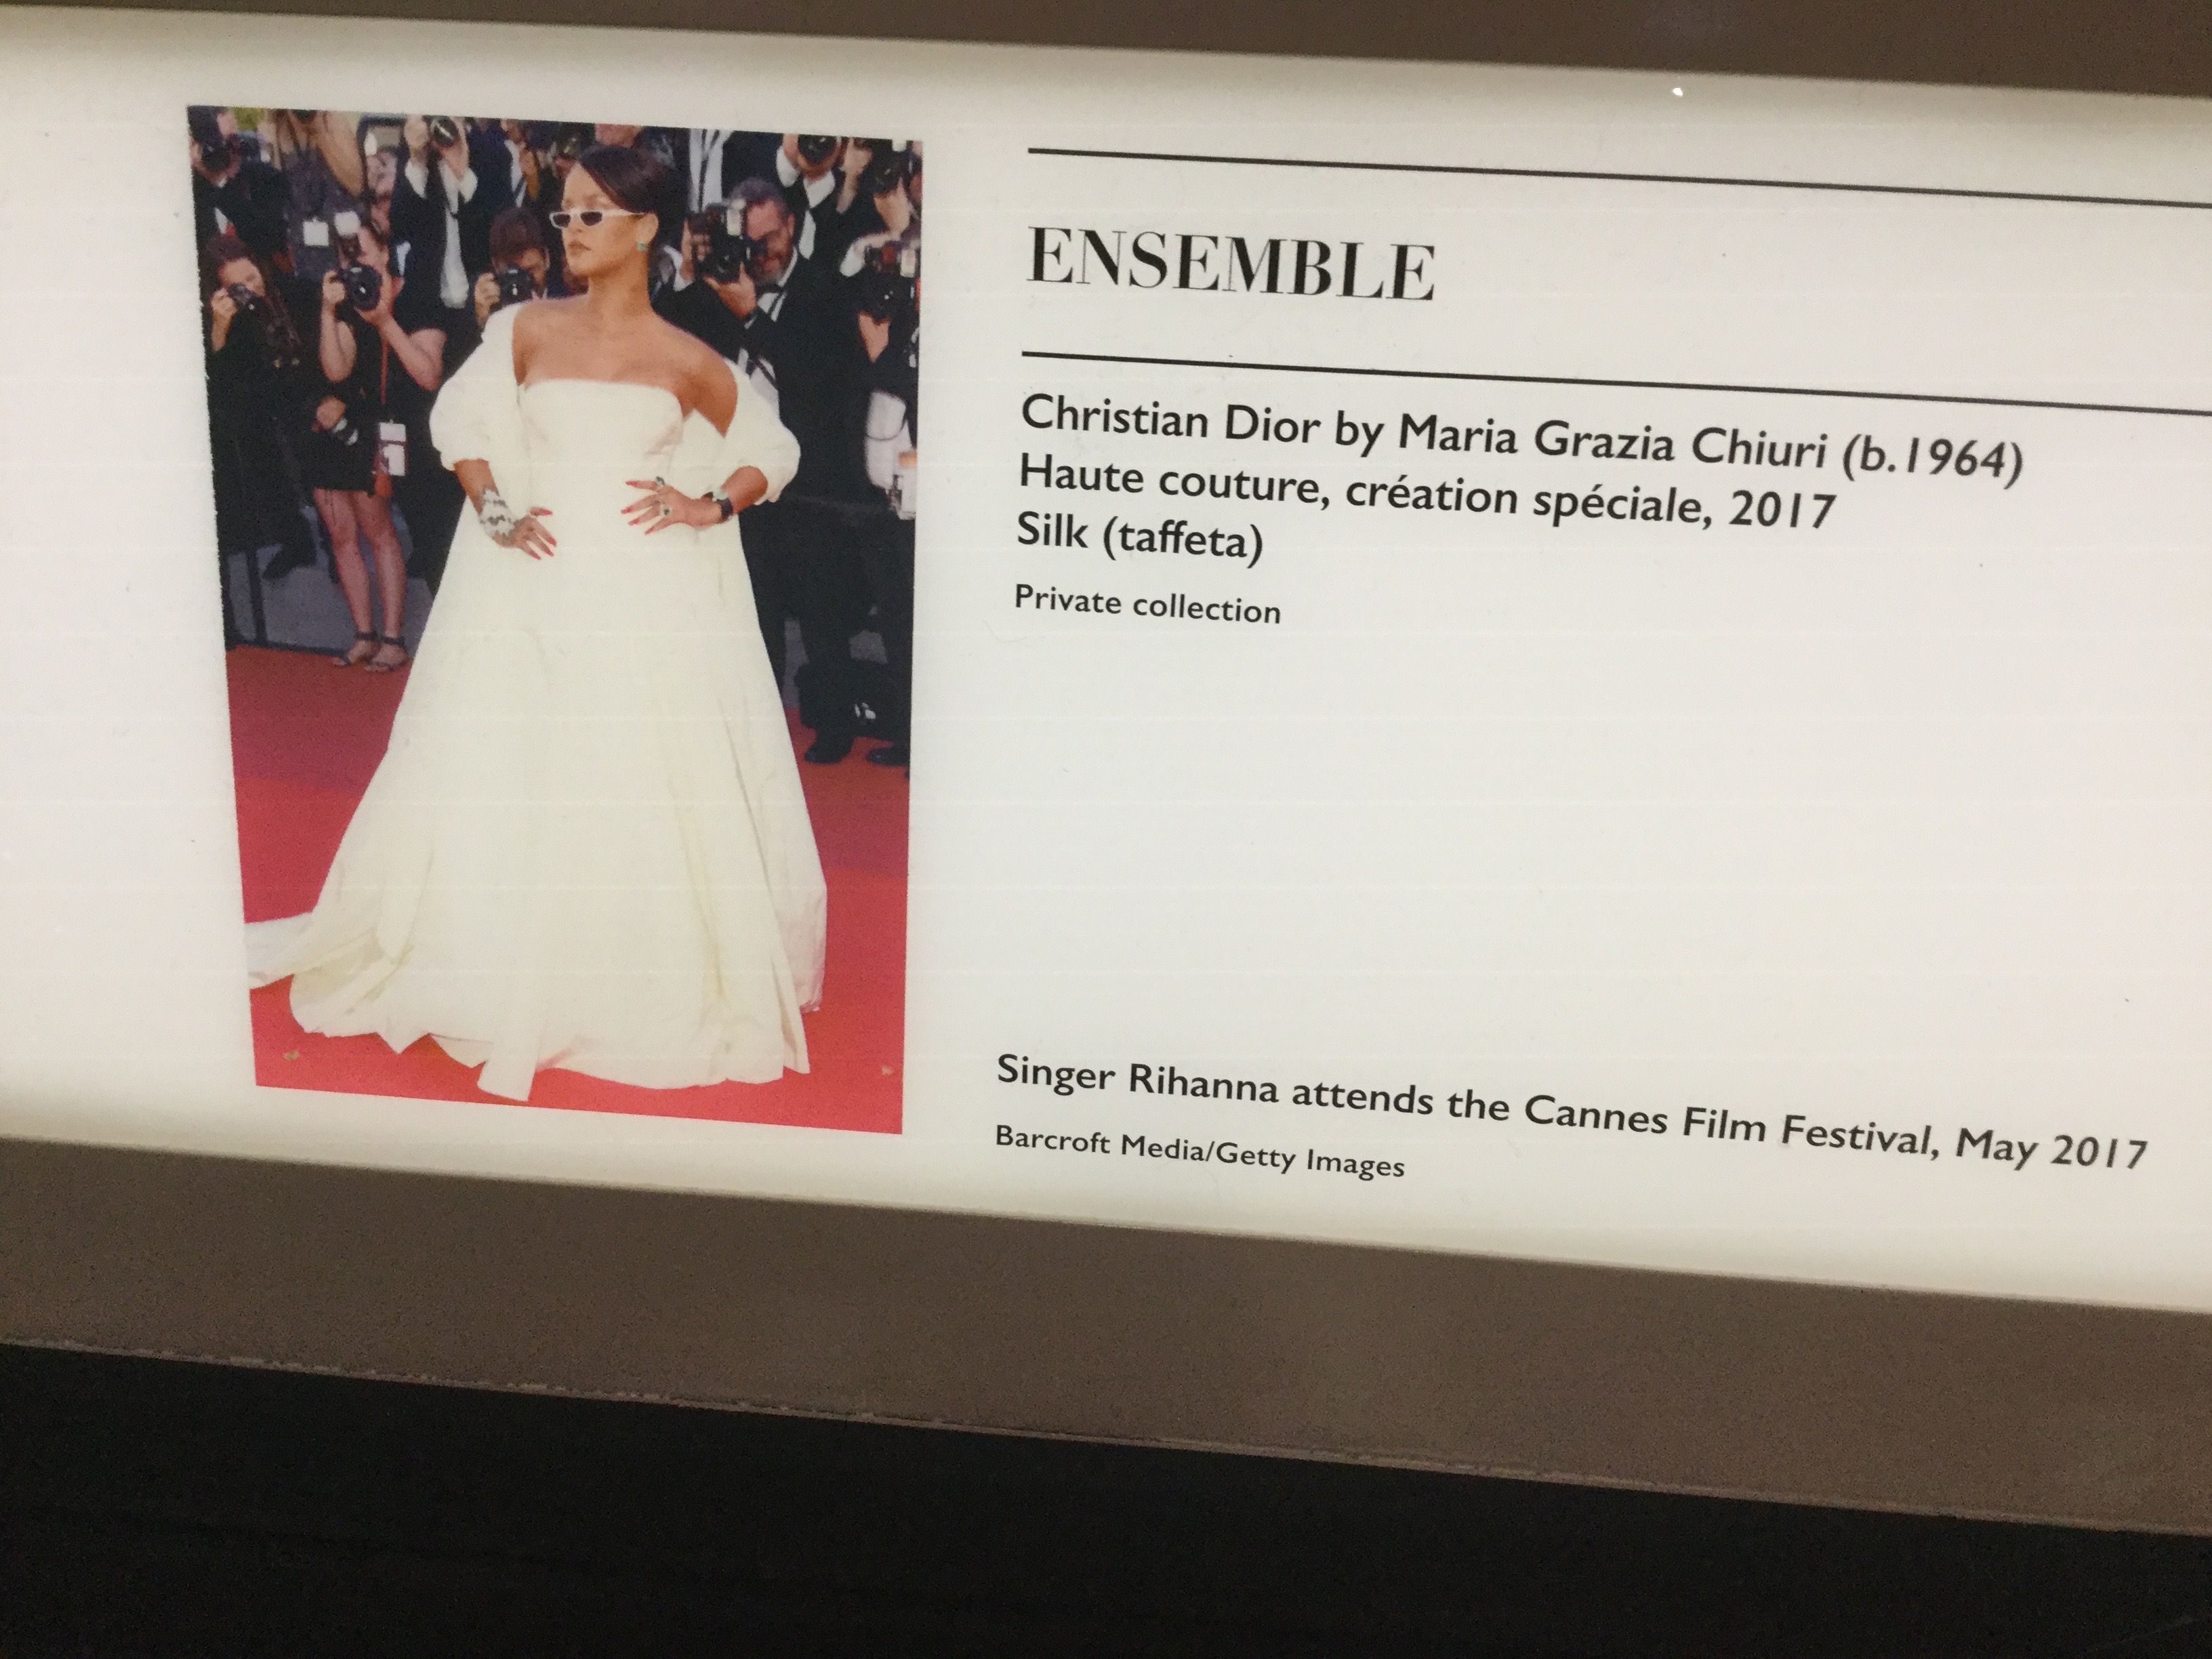 ENSEMBLE
Christian Dior by Maria Grazia Chiuri (b.1964)
Haute couture, création spéciale, 2017
Silk (taffeta)
Private collection
Singer Rihanna attends the Cannes Film Festival, May 2017
Barcroft Media/Getty Images